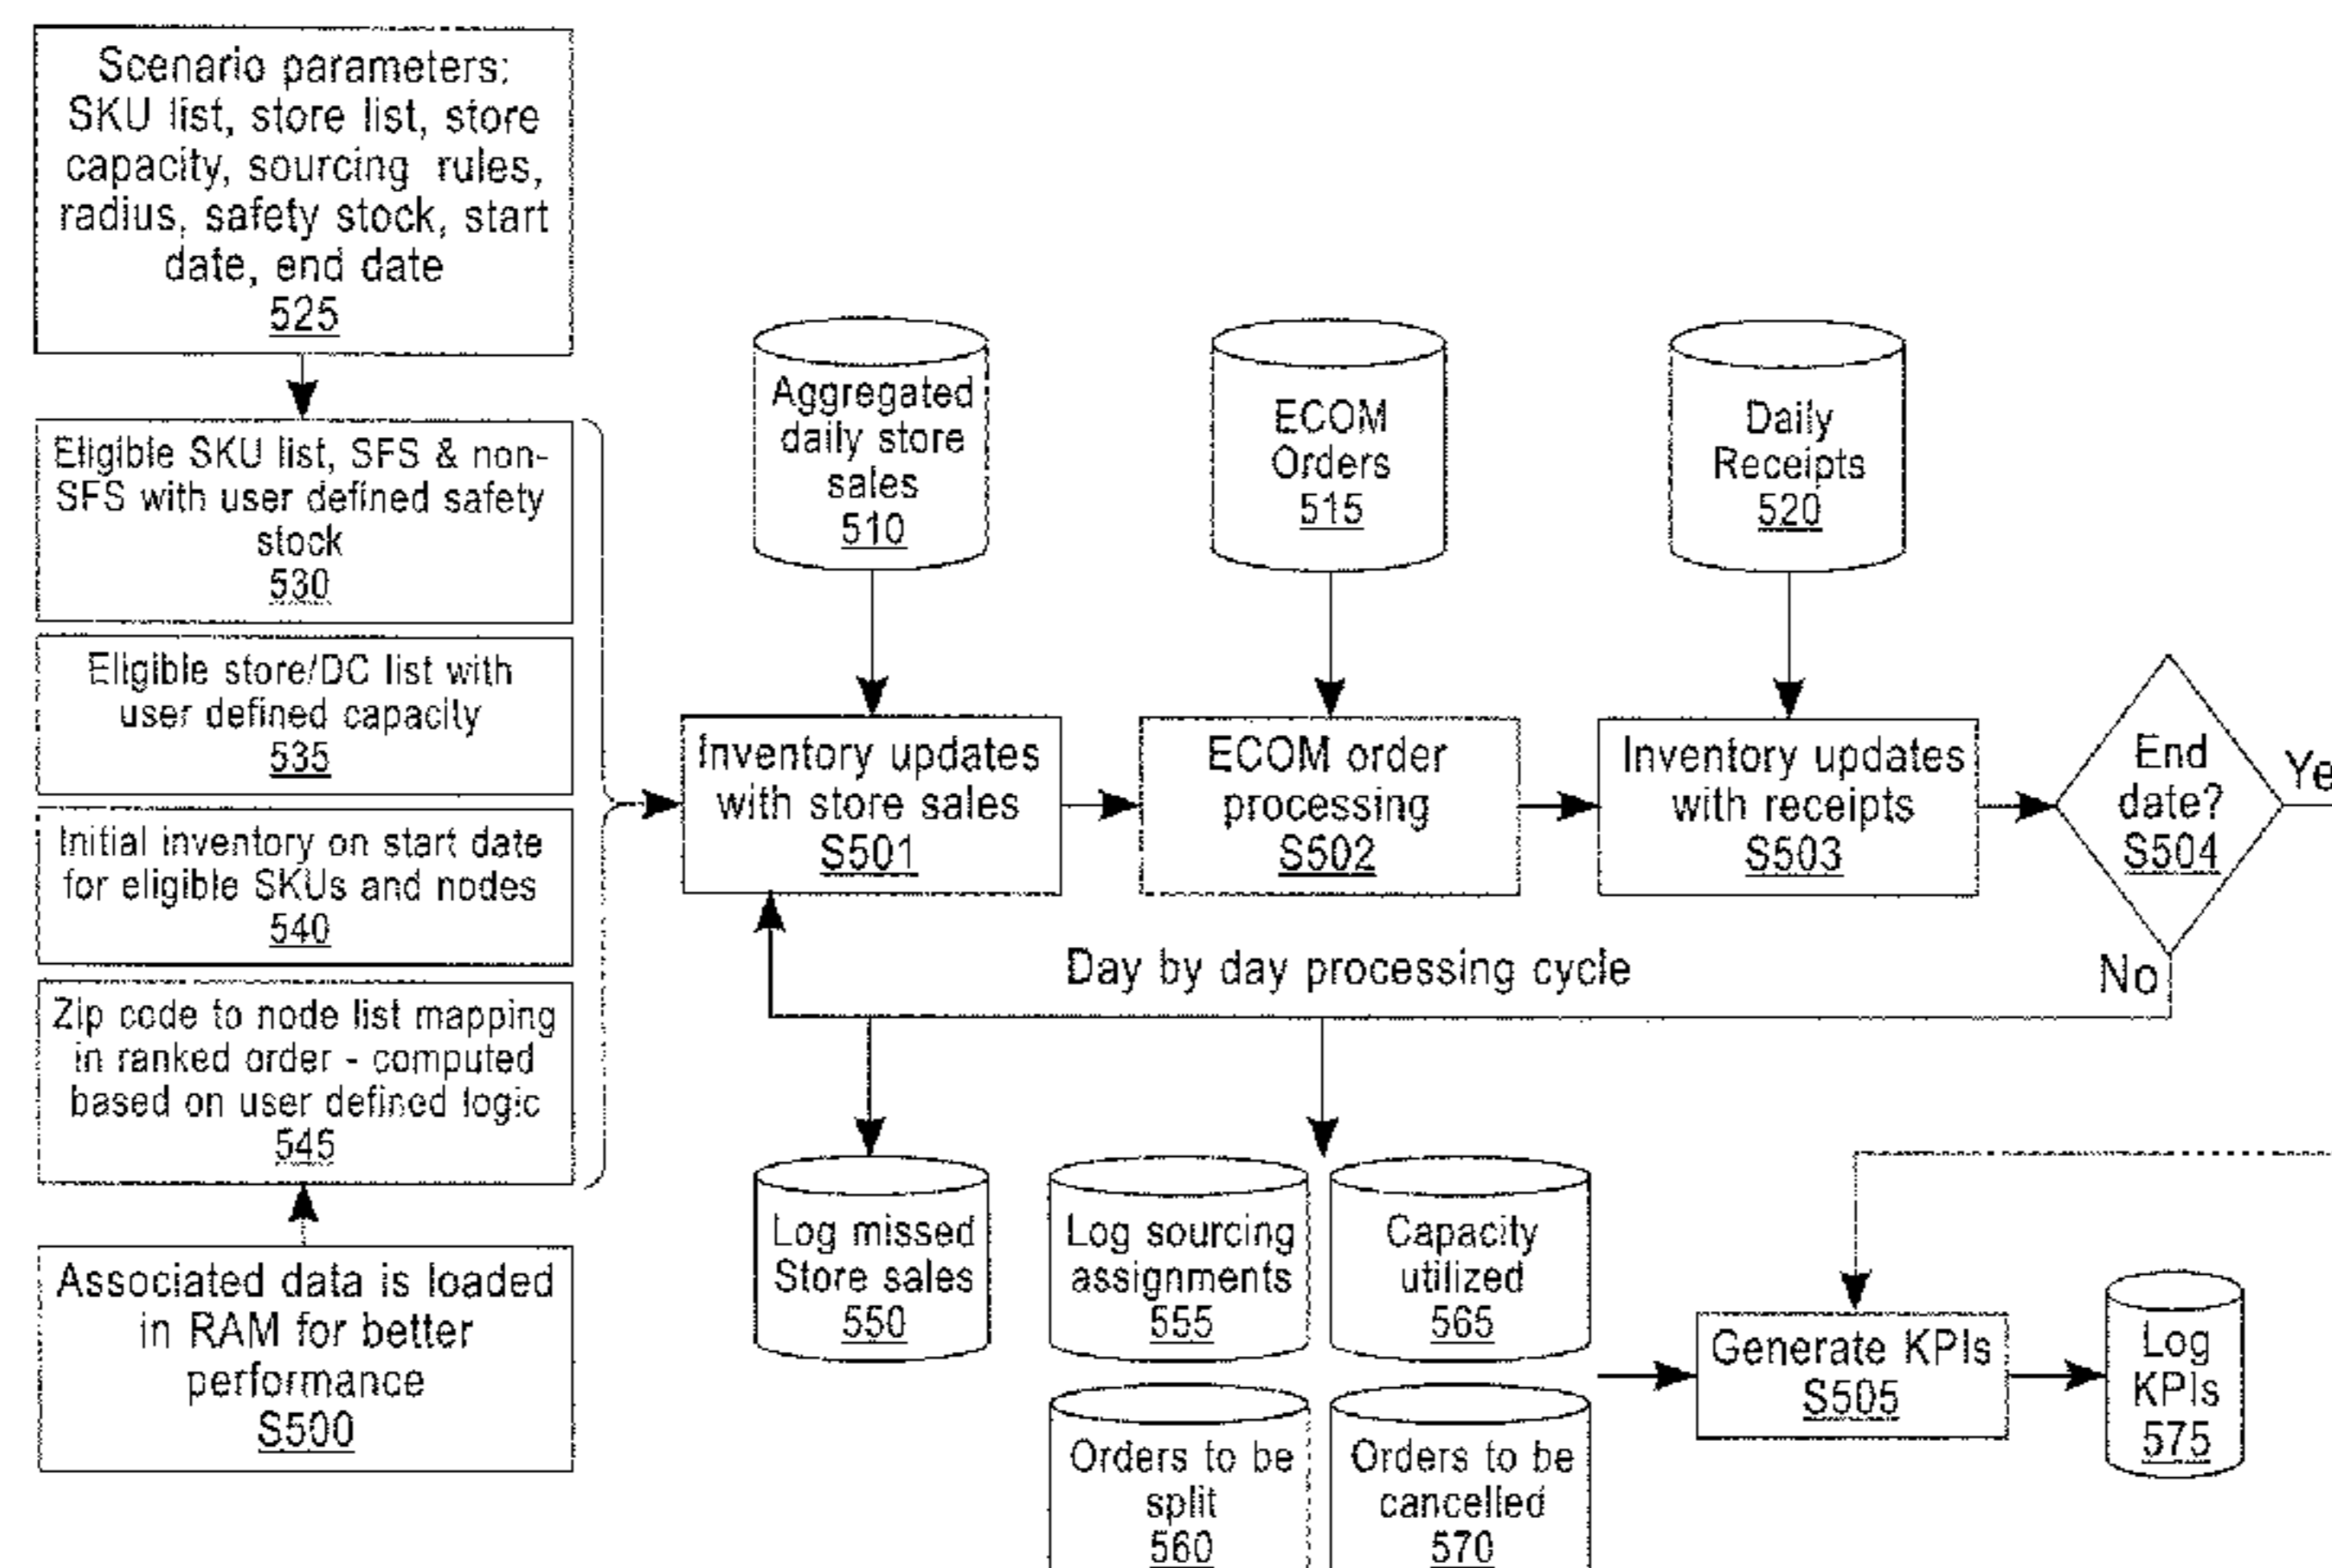 Scenario parameters:
SKU list, store list, store
capacity, sourcing rules,
radius, safety stock, start
date, end date
525
Eligible SKU list, SFS & non-
SFS with user defined safety
stock
530
Eligible store/DC list with
user defined capacity
535
Initial inventory on start date
for eligible SKUs and nodes
540
Zip code to node list mapping
in ranked order - computed
based on user defined logic
545
Associated data is loaded
in RAM for better
performance
S500
Aggregated
daily store
sales
510
ECOM
Orders
515
Daily
Receipts
520
Inventory updates
with store sales
S501
ECOM order
processing
S502
Inventory updates
with receipts
S503
End
date?
S504
Ye
No
Day by day processing cycle
Log missed
Store sales
550
Log sourcing
assignments
555
Capacity
utilized
565
Orders to be
split
560
Orders to be
cancelled
570
Generate KPIs
S505
Log
KPIs
575